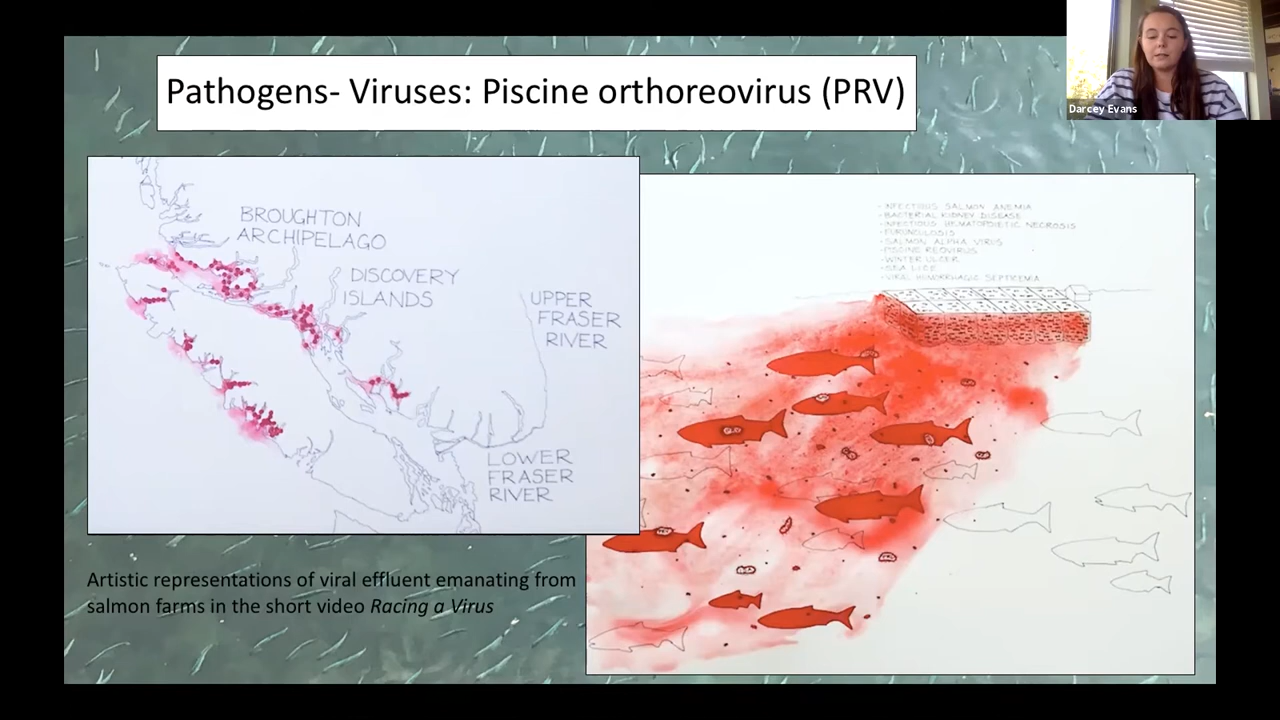 Pathogens- Viruses: Piscine orthoreovirus (PRV)
Darcey Evans
BROUGHTON
ARCHIPELAGO
DISCOVERY
ISLANDS
UPPER
FRASER
RIVER
LOWER
FRASER
RIVER
- INFECTIOUS SALMON ANEMIA
- BACTERIAL KIDNEY DISEASE
- INFECTIOUS HEMATOPOIETIC NECROSIS
- FURUNCULOSIS
- SALMON ALPHA VIRUS
- PISCINE REOVIRUS
- WINTER ULCER
- SEA LICE
- VIRAL HEMORRHAGIC SEPTICEMIA
Artistic representations of viral effluent emanating from
salmon farms in the short video Racing a Virus